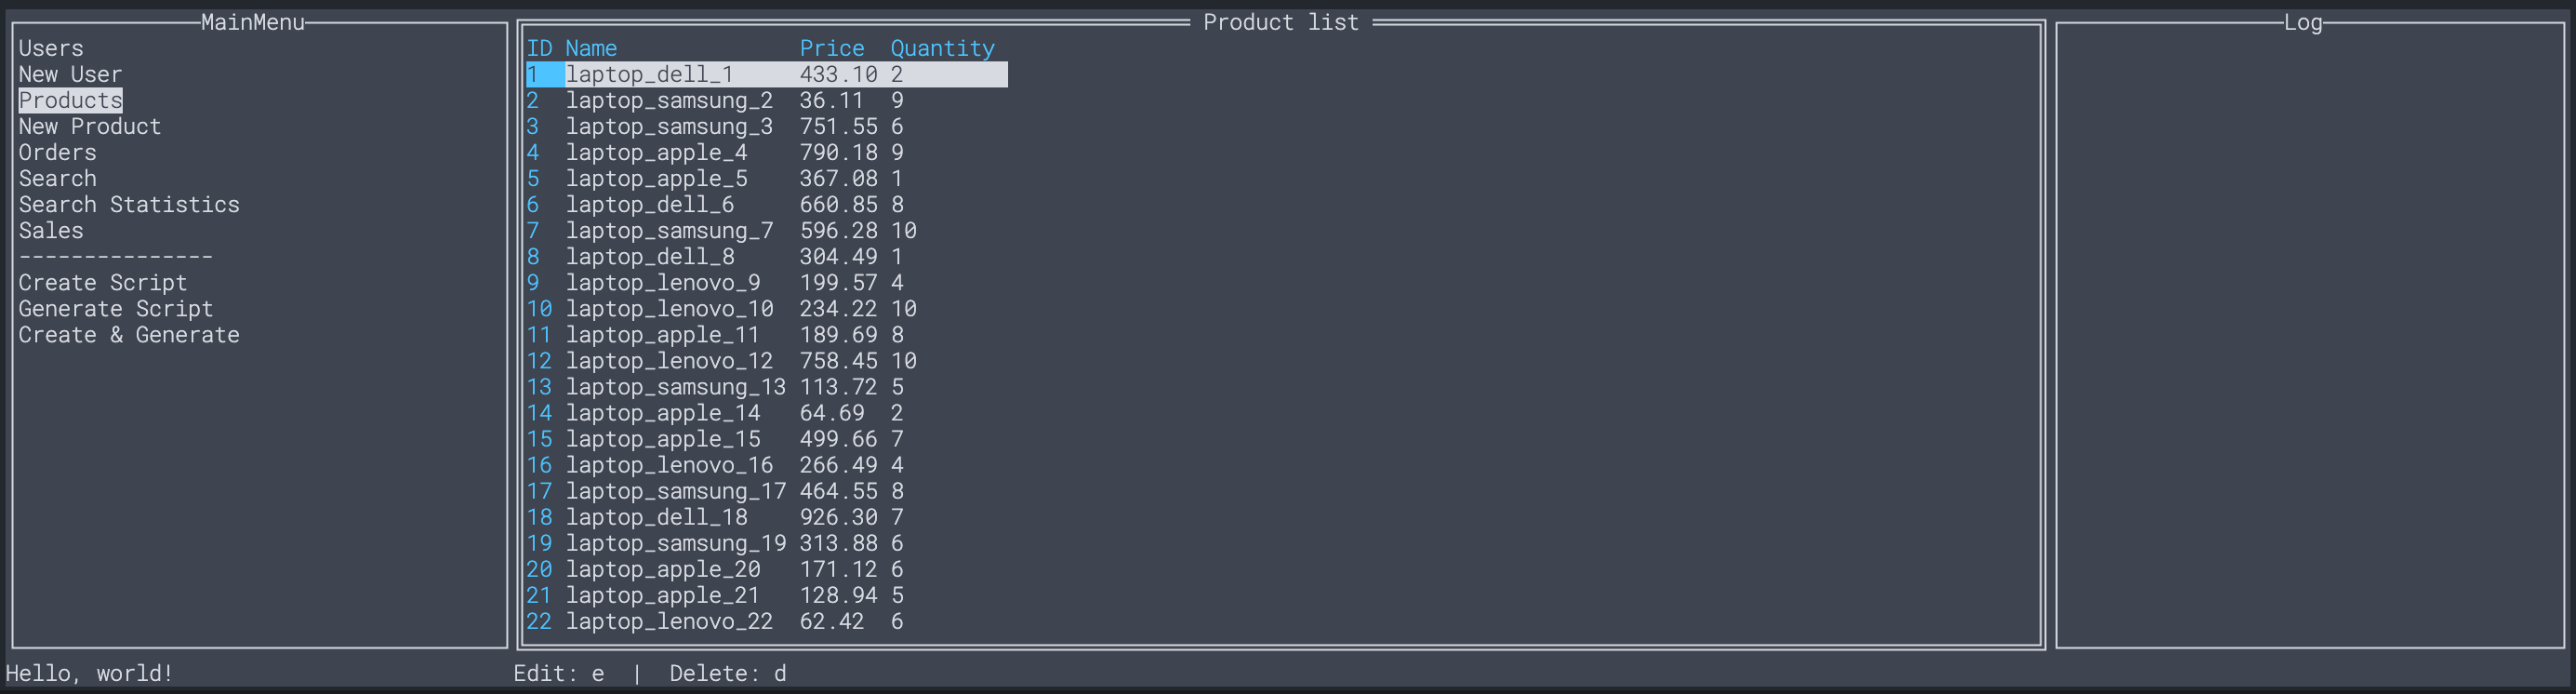 MainMenu
Users
New User
Products
New Product
Orders
Search
Search Statistics
Sales
---------------
Create Script
Generate Script
Create & Generate
Product list
ID Name Price Quantity
1 laptop_dell_1 433.10 2
2 laptop_samsung_2 36.11 9
3 laptop_samsung_3 751.55 6
4 laptop_apple_4 790.18 9
5 laptop_apple_5 367.08 1
6 laptop_dell_6 660.85 8
7 laptop_samsung_7 596.28 10
8 laptop_dell_8 304.49 1
9 laptop_lenovo_9 199.57 4
10 laptop_lenovo_10 234.22 10
11 laptop_apple_11 189.69 8
12 laptop_lenovo_12 758.45 10
13 laptop_samsung_13 113.72 5
14 laptop_apple_14 64.69 2
15 laptop_apple_15 499.66 7
16 laptop_lenovo_16 266.49 4
17 laptop_samsung_17 464.55 8
18 laptop_dell_18 926.30 7
19 laptop_samsung_19 313.88 6
20 laptop_apple_20 171.12 6
21 laptop_apple_21 128.94 5
22 laptop_lenovo_22 62.42 6
Log
Hello, world!
Edit: e | Delete: d